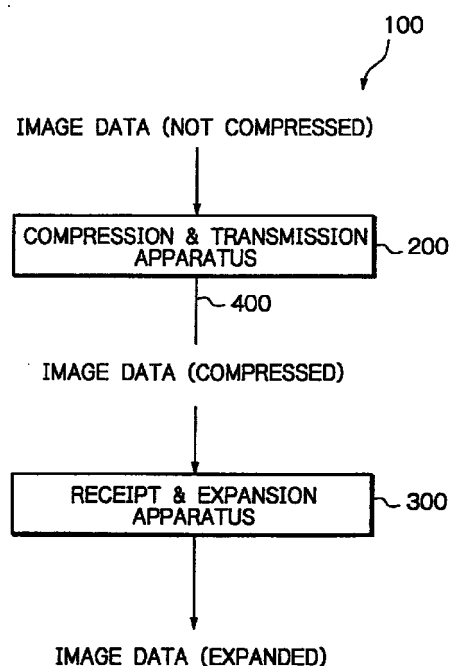 100
IMAGE DATA (NOT COMPRESSED)
COMPRESSION & TRANSMISSION
APPARATUS
200
400
IMAGE DATA (COMPRESSED)
RECEIPT & EXPANSION
APPARATUS
300
IMAGE DATA (EXPANDED)